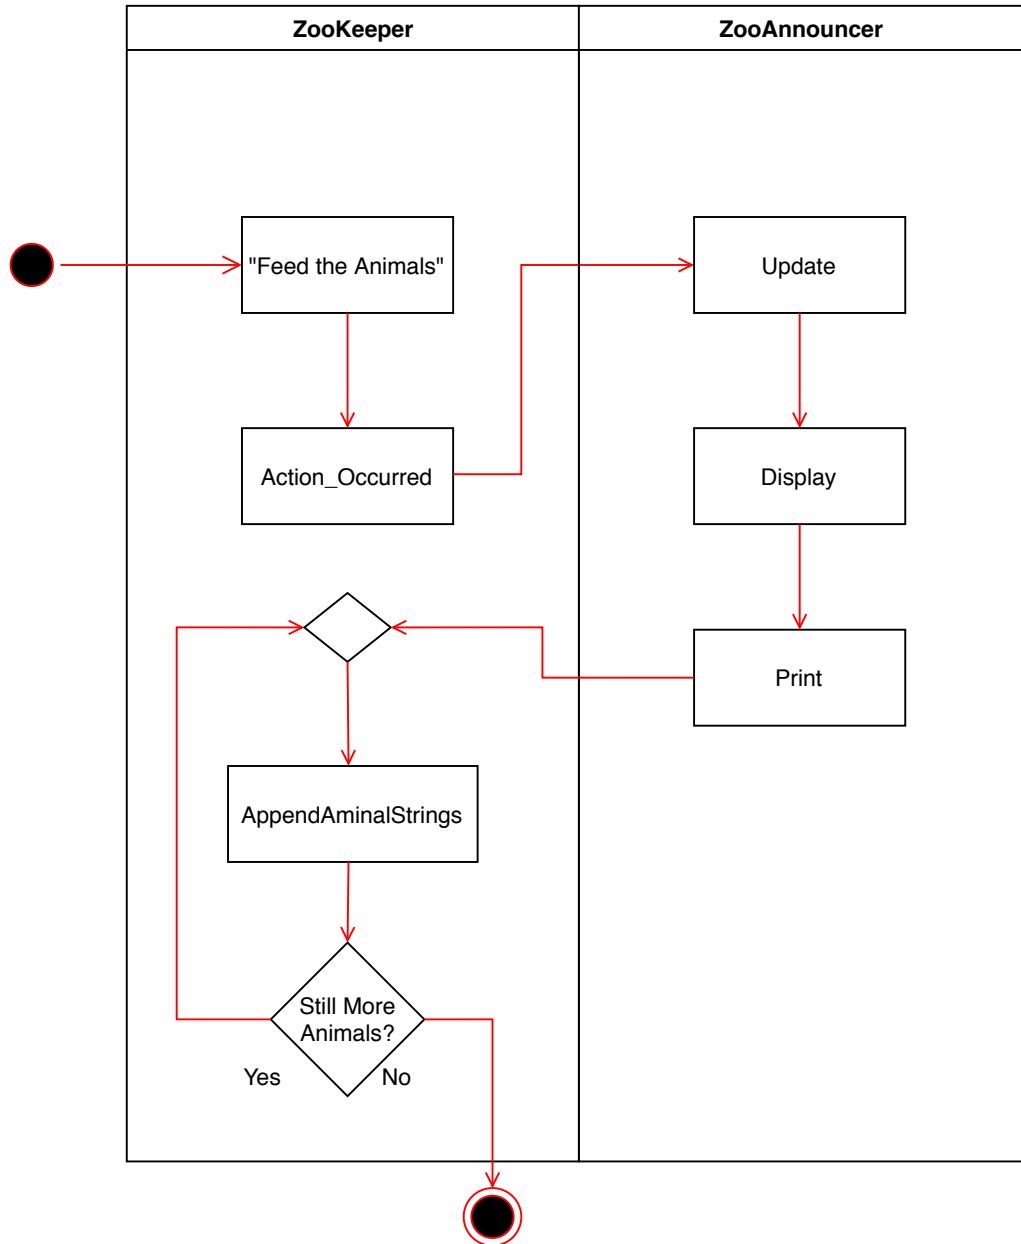 ZooKeeper
ZooAnnouncer
"Feed the Animals"
Update
Action_Occurred
Display
Print
AppendAminalStrings
Still More
Animals?
Yes
No